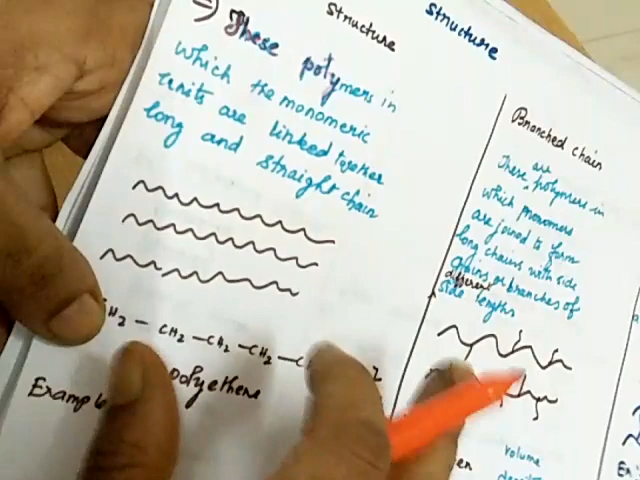 Structure
⇒ These polymers in
which the monomeric
units are linked together
long and straight chain
CH2 — CH2 — CH2 — CH2 —
Example
polyethene
Structure
Branched chain
are
These polymers in
which monomers
are joined to form
long chains with side
chains or branches of
different
side lengths
volume